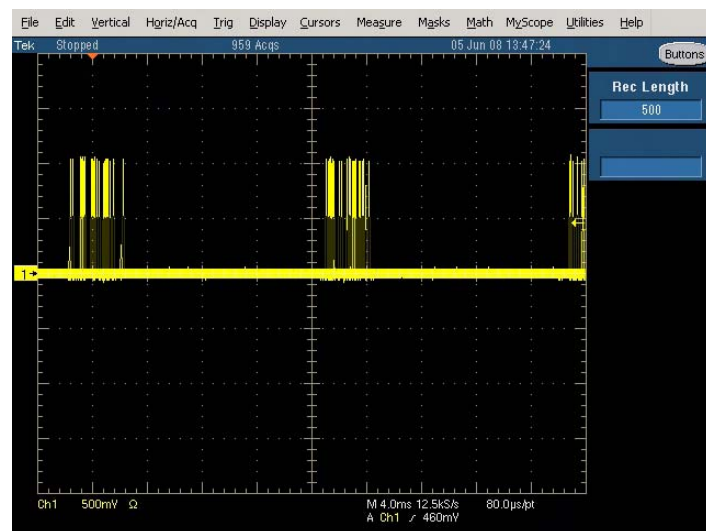 File Edit Vertical Horiz/Acq Trig Display Cursors Measure Masks Math MyScope Utilities Help
Tek Stopped 959 Acqs 05 Jun 08 13:47:24
Buttons
Rec Length
500
1
Ch1 500mV Ω M 4.0ms 12.5kS/s 80.0µs/pt
A Ch1 ⁄ 460mV